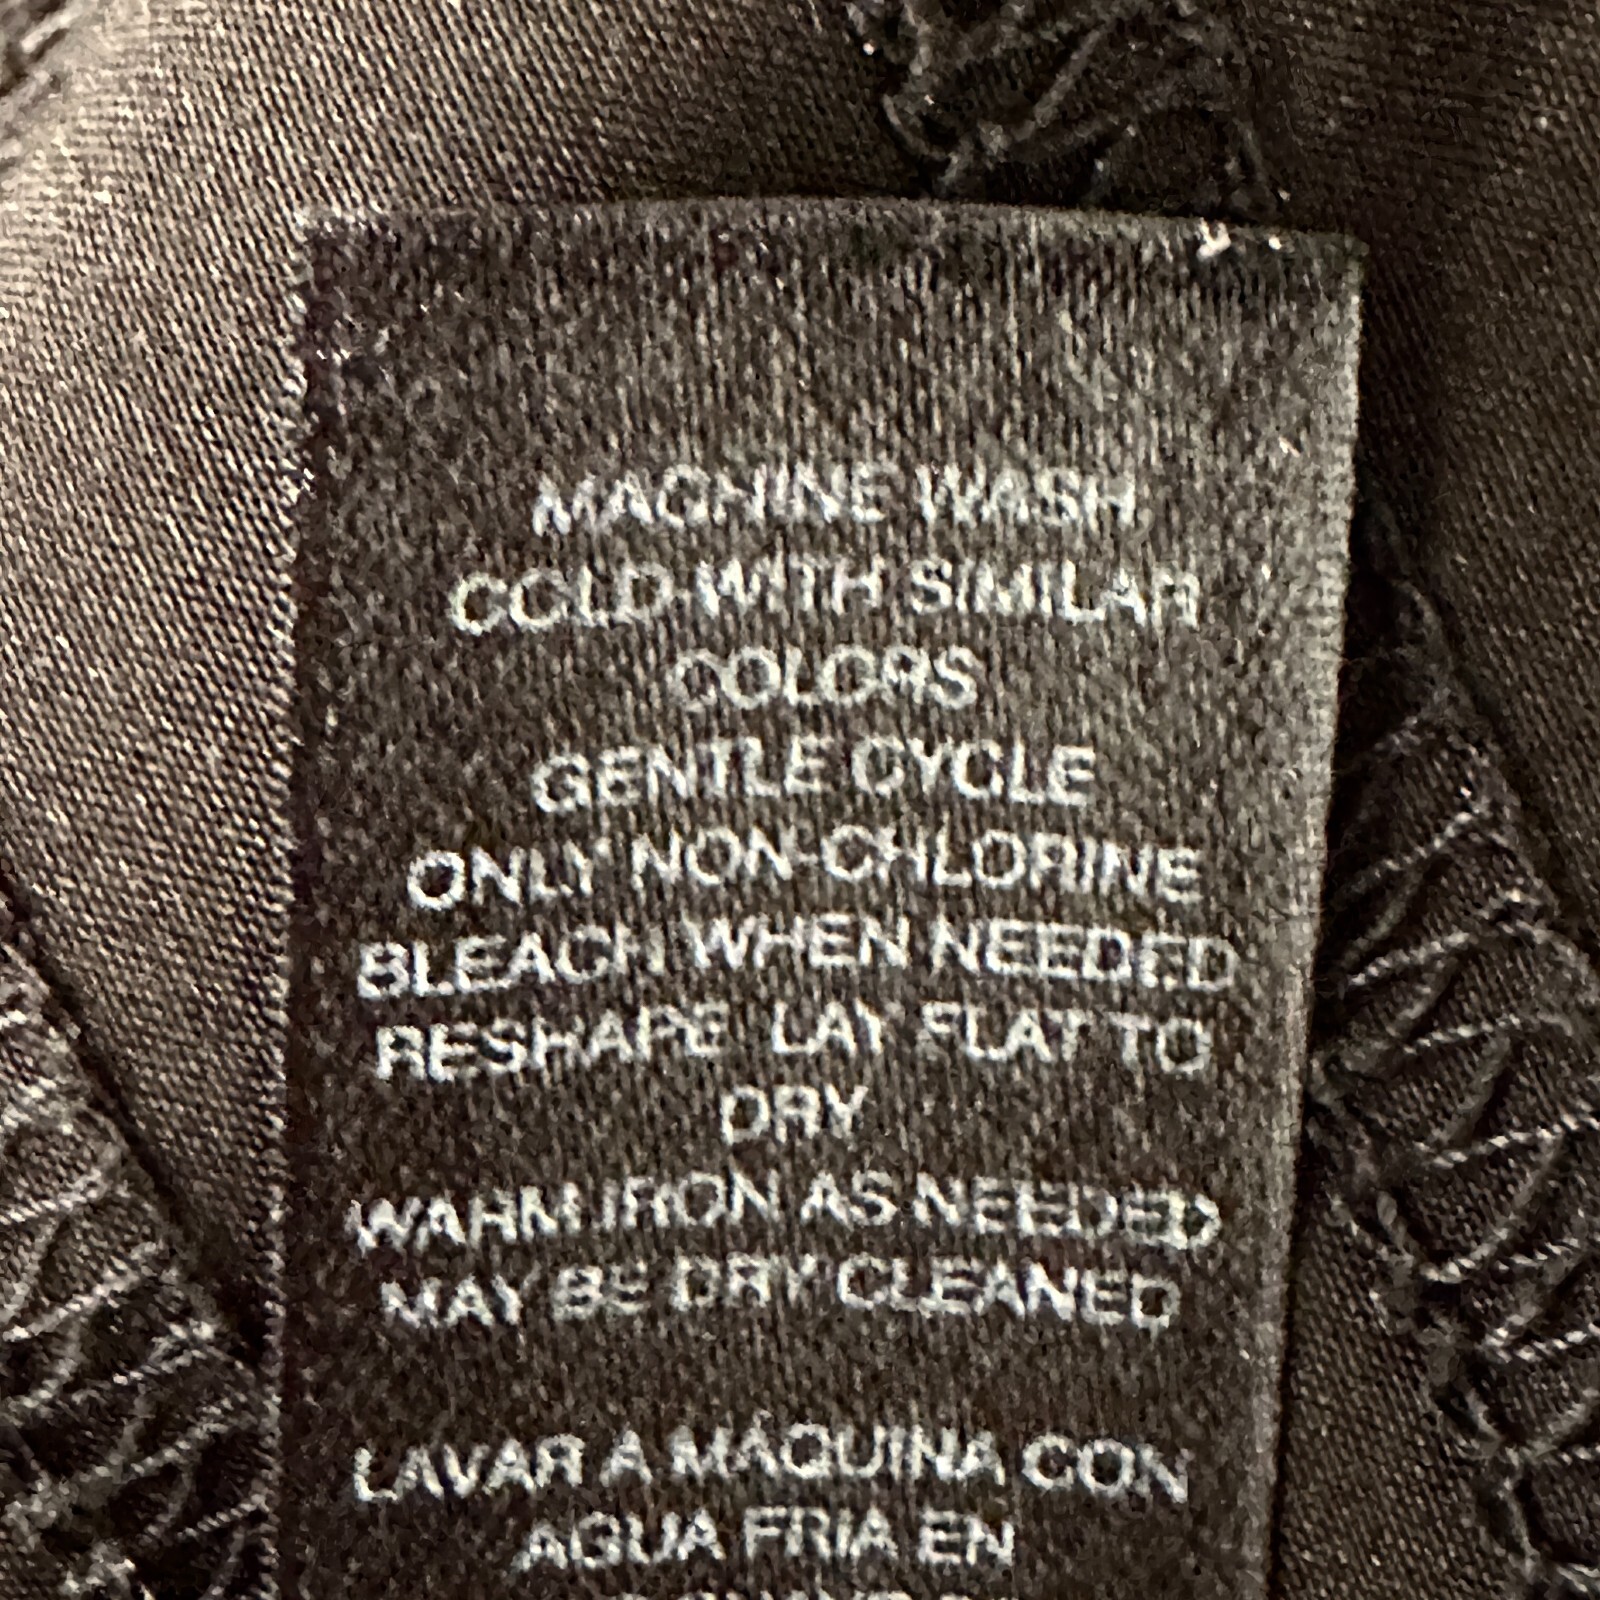 MACHINE WASH
COLD WITH SIMILAR
COLORS
GENTLE CYCLE
ONLY NON-CHLORINE
BLEACH WHEN NEEDED
RESHAPE LAY FLAT TO
DRY
WARM IRON AS NEEDED
MAY BE DRY CLEANED
LAVAR A MÁQUINA CON
AGUA FRIA EN